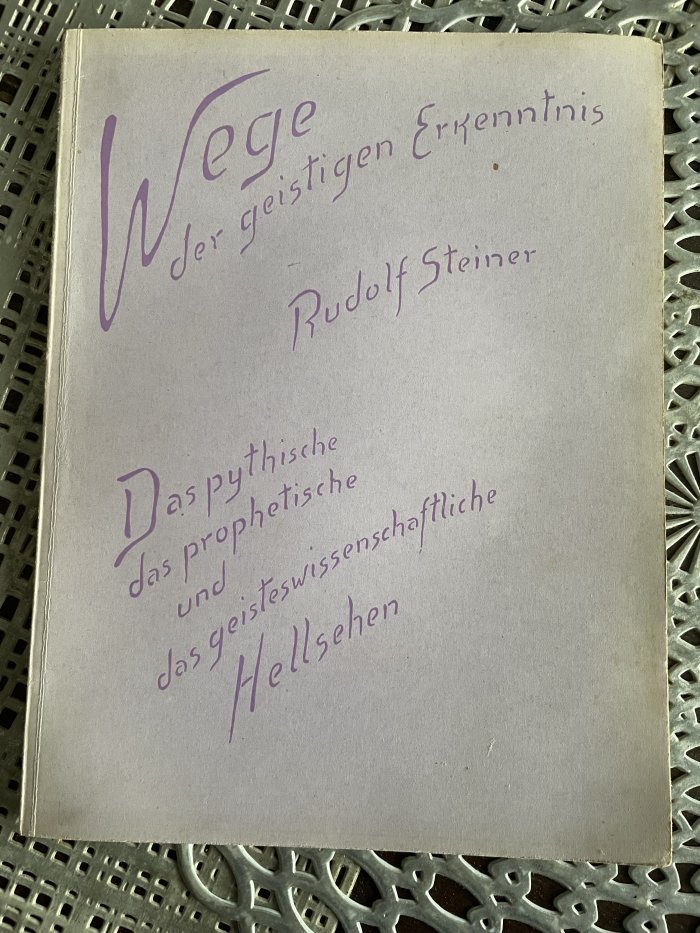 Wege
der geistigen Erkenntnis
Rudolf Steiner
Das pythische
das prophetische
und
das geisteswissenschaftliche
Hellsehen